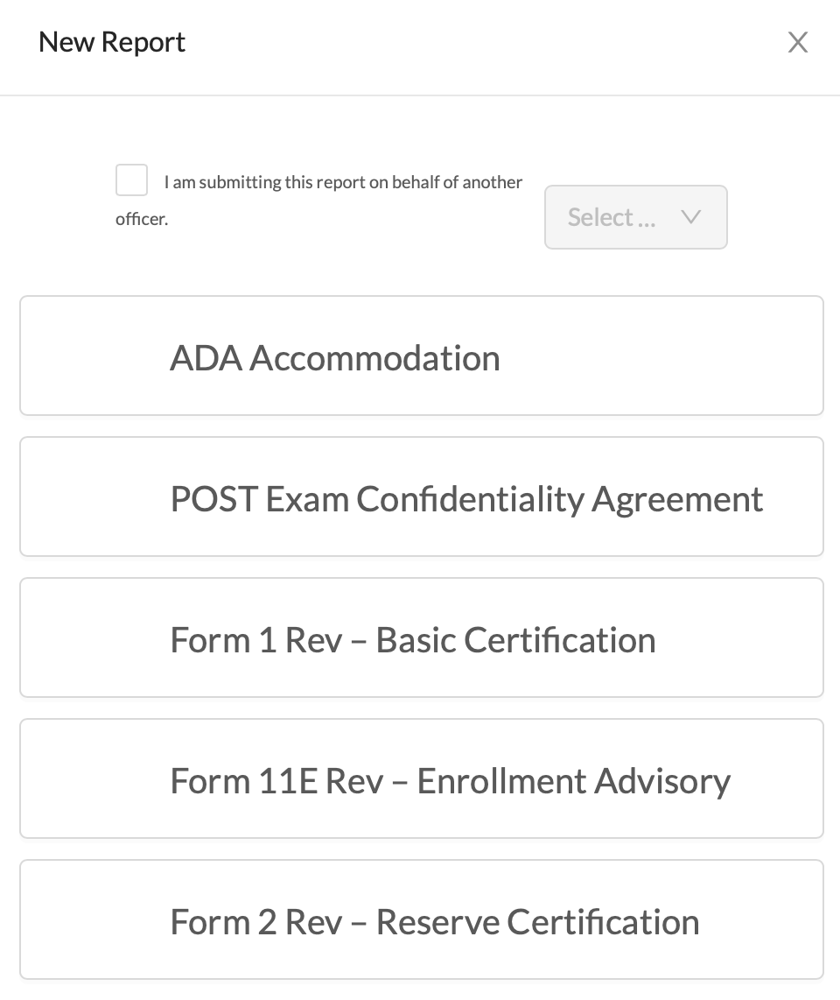 New Report
I am submitting this report on behalf of another
officer.
Select ...
ADA Accommodation
POST Exam Confidentiality Agreement
Form 1 Rev – Basic Certification
Form 11E Rev – Enrollment Advisory
Form 2 Rev – Reserve Certification